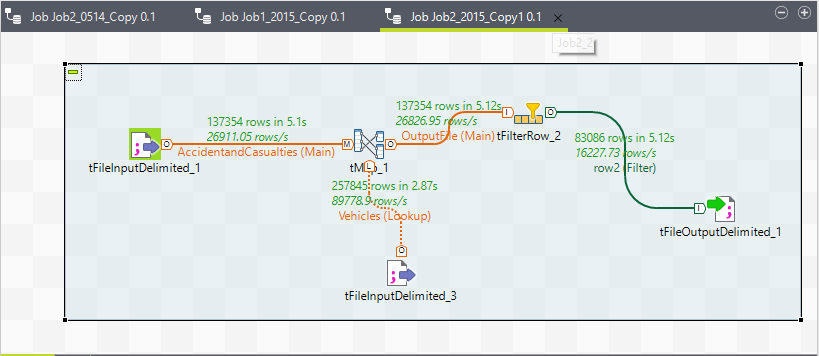 Job Job2_0514_Copy 0.1
Job Job1_2015_Copy 0.1
Job Job2_2015_Copy1 0.1
Job2_2
137354 rows in 5.1s
26911.05 rows/s
AccidentandCasualties (Main)
137354 rows in 5.12s
26826.95 rows/s
OutputFile (Main)
83086 rows in 5.12s
16227.73 rows/s
row2 (Filter)
tFileInputDelimited_1
tFilterRow_2
257845 rows in 2.87s
89778.9 rows/s
Vehicles (Lookup)
tFileOutputDelimited_1
tFileInputDelimited_3
O
M
O
I
O
I
O